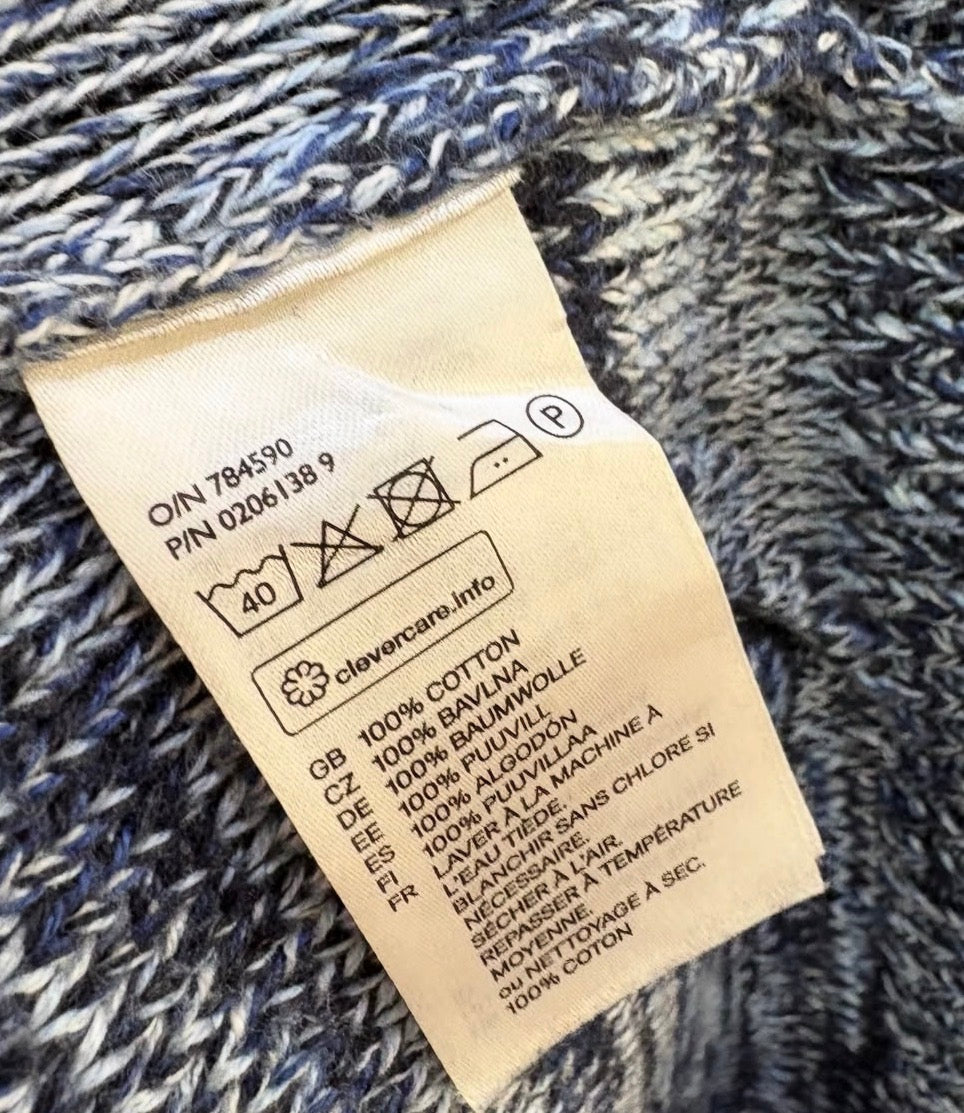 O/N 784590
P/N 0206138 9
P
40
clevercare.info
GB 100% COTTON
CZ 100% BAVLNA
DE 100% BAUMWOLLE
EE 100% PUUVILL
ES 100% ALGODÓN
FI 100% PUUVILLAA
FR LAVER À LA MACHINE À
L'EAU TIÈDE.
BLANCHIR SANS CHLORE SI
NÉCESSAIRE.
SÉCHER À L'AIR.
REPASSER À TEMPÉRATURE
MOYENNE.
OU NETTOYAGE À SEC.
100% COTON